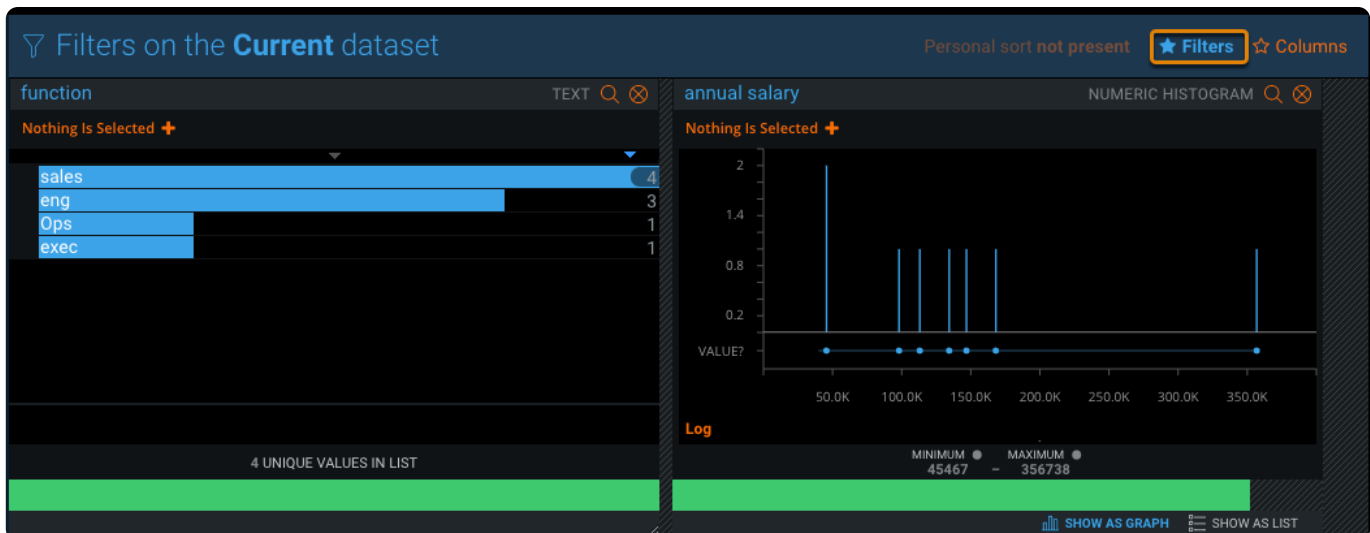 Filters on the Current dataset
Personal sort not present
Filters
Columns
function
TEXT
Nothing Is Selected
sales
4
eng
3
Ops
1
exec
1
4 UNIQUE VALUES IN LIST
annual salary
NUMERIC HISTOGRAM
Nothing Is Selected
2
1.4
0.8
0.2
VALUE?
50.0K 100.0K 150.0K 200.0K 250.0K 300.0K 350.0K
Log
MINIMUM MAXIMUM
45467 – 356738
SHOW AS GRAPH SHOW AS LIST